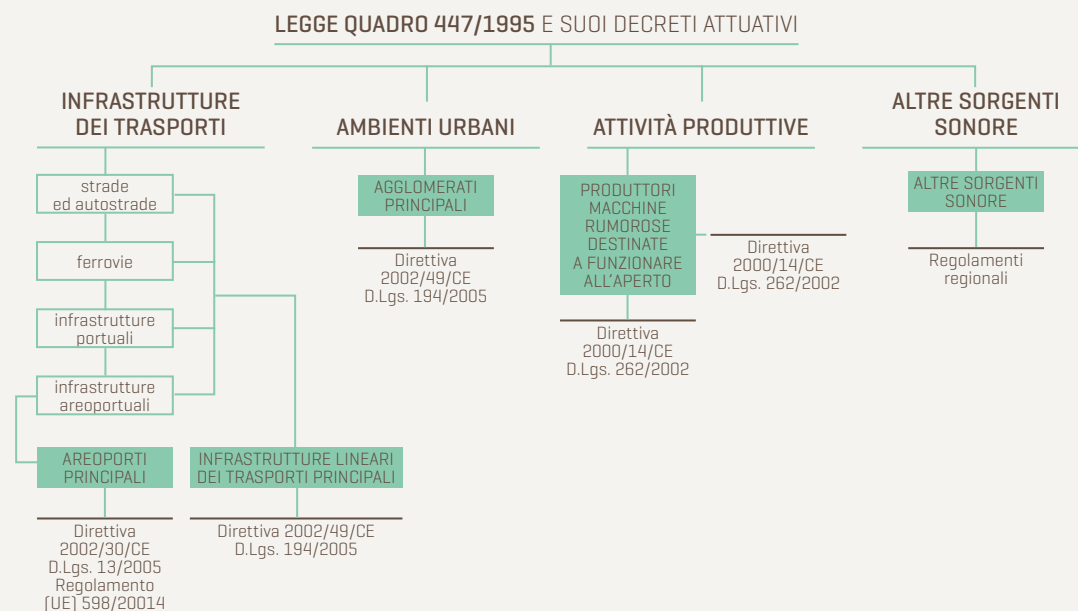 LEGGE QUADRO 447/1995 E SUOI DECRETI ATTUATIVI
INFRASTRUTTURE
DEI TRASPORTI
strade
ed autostrade
ferrovie
infrastrutture
portuali
infrastrutture
areoportuali
AREOPORTI
PRINCIPALI
Direttiva
2002/30/CE
D.Lgs. 13/2005
Regolamento
(UE) 598/20014
INFRASTRUTTURE LINEARI
DEI TRASPORTI PRINCIPALI
Direttiva 2002/49/CE
D.Lgs. 194/2005
AMBIENTI URBANI
AGGLOMERATI
PRINCIPALI
Direttiva
2002/49/CE
D.Lgs. 194/2005
ATTIVITÀ PRODUTTIVE
PRODUTTORI
MACCHINE
RUMOROSE
DESTINATE
A FUNZIONARE
ALL'APERTO
Direttiva
2000/14/CE
D.Lgs. 262/2002
Direttiva
2000/14/CE
D.Lgs. 262/2002
ALTRE SORGENTI
SONORE
ALTRE SORGENTI
SONORE
Regolamenti
regionali